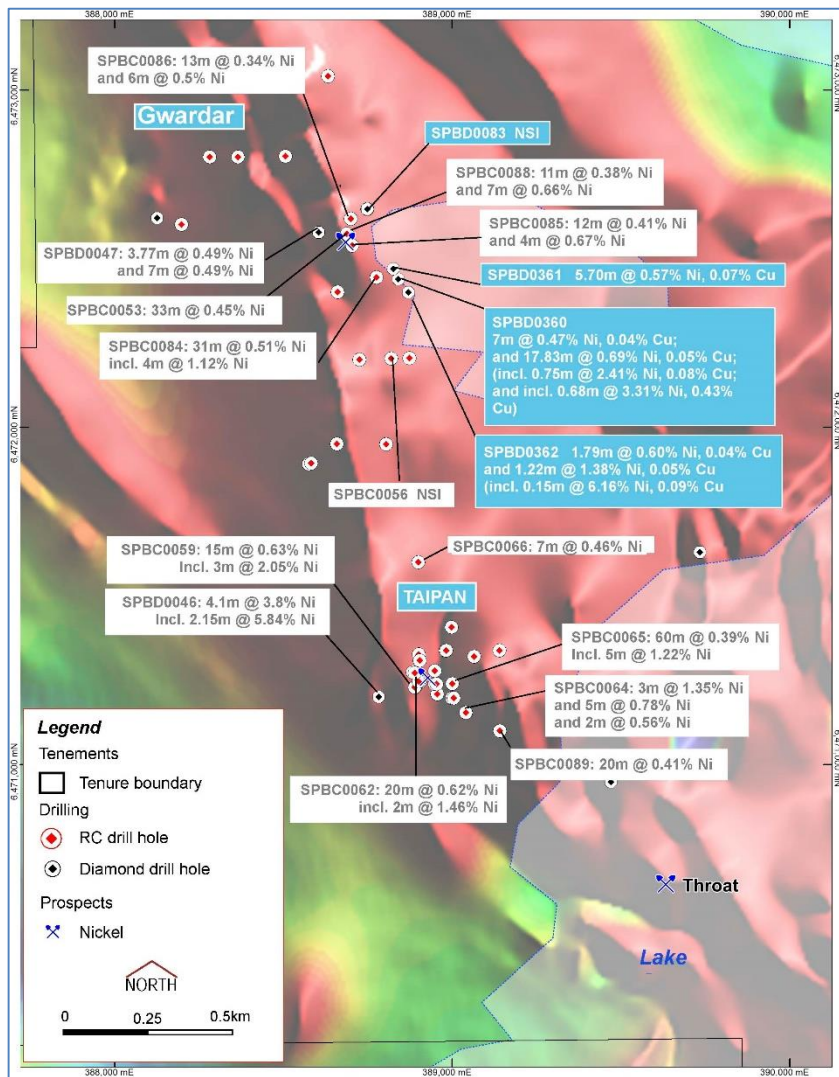 388,000 mE
389,000 mE
390,000 mE
6,473,000 mN
6,473,000 mN
SPBC0086: 13m @ 0.34% Ni
and 6m @ 0.5% Ni
Gwardar
SPBD0083 NSI
SPBC0088: 11m @ 0.38% Ni
and 7m @ 0.66% Ni
SPBC0085: 12m @ 0.41% Ni
and 4m @ 0.67% Ni
SPBD0047: 3.77m @ 0.49% Ni
and 7m @ 0.49% Ni
SPBD0361 5.70m @ 0.57% Ni, 0.07% Cu
SPBC0053: 33m @ 0.45% Ni
SPBC0084: 31m @ 0.51% Ni
incl. 4m @ 1.12% Ni
SPBD0360
7m @ 0.47% Ni, 0.04% Cu;
and 17.83m @ 0.69% Ni, 0.05% Cu;
(incl. 0.75m @ 2.41% Ni, 0.08% Cu;
and incl. 0.68m @ 3.31% Ni, 0.43%
Cu)
6,472,000 mN
6,472,000 mN
SPBD0362 1.79m @ 0.60% Ni, 0.04% Cu
and 1.22m @ 1.38% Ni, 0.05% Cu
(incl. 0.15m @ 6.16% Ni, 0.09% Cu
SPBC0056 NSI
SPBC0059: 15m @ 0.63% Ni
Incl. 3m @ 2.05% Ni
SPBC0066: 7m @ 0.46% Ni
SPBD0046: 4.1m @ 3.8% Ni
Incl. 2.15m @ 5.84% Ni
TAIPAN
SPBC0065: 60m @ 0.39% Ni
Incl. 5m @ 1.22% Ni
SPBC0064: 3m @ 1.35% Ni
and 5m @ 0.78% Ni
and 2m @ 0.56% Ni
6,471,000 mN
6,471,000 mN
SPBC0089: 20m @ 0.41% Ni
SPBC0062: 20m @ 0.62% Ni
incl. 2m @ 1.46% Ni
Throat
Lake
Legend
Tenements
Tenure boundary
Drilling
RC drill hole
Diamond drill hole
Prospects
Nickel
NORTH
0 0.25 0.5km
388,000 mE
389,000 mE
390,000 mE